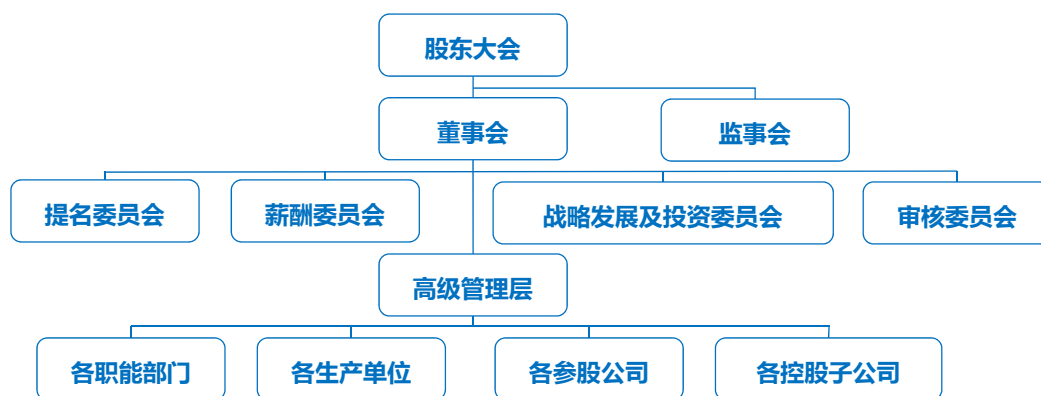 股东大会
董事会
监事会
提名委员会
薪酬委员会
战略发展及投资委员会
审核委员会
高级管理层
各职能部门
各生产单位
各参股公司
各控股子公司